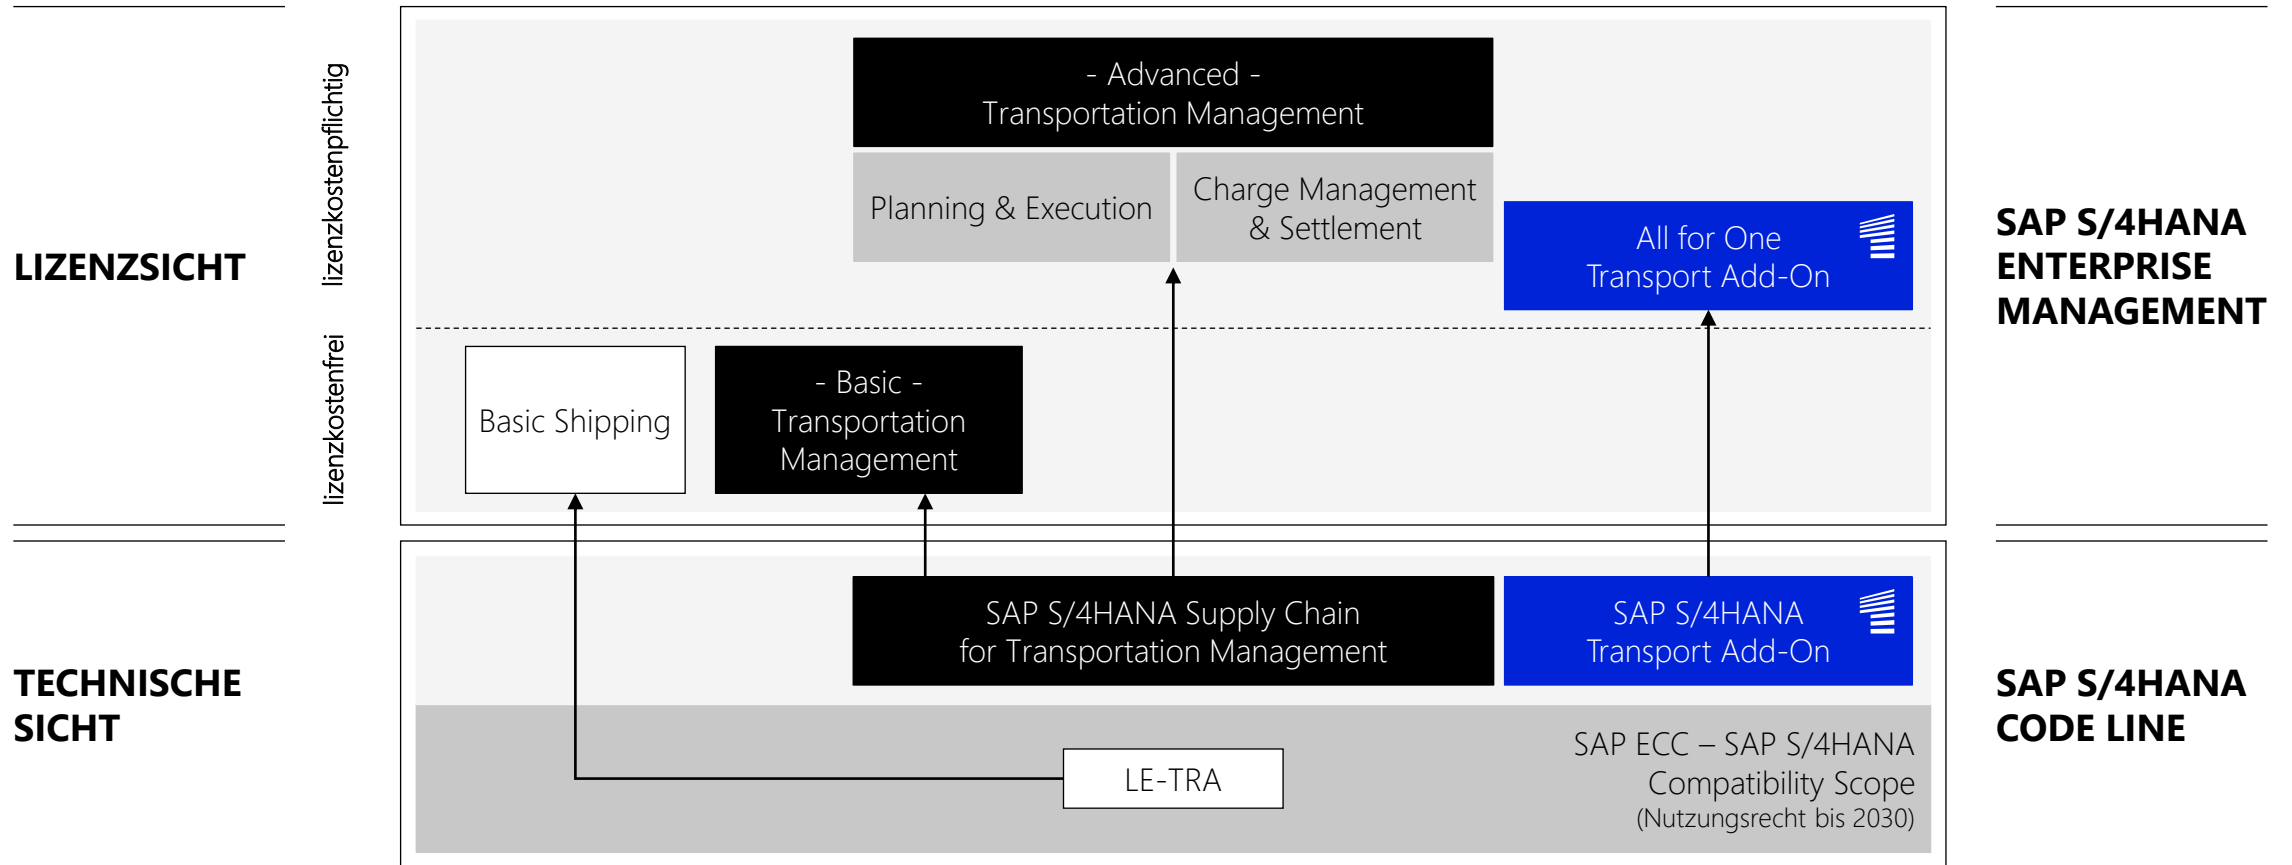 LIZENZSICHT
lizenzkostenpflichtig
lizenzkostenfrei
- Advanced -
Transportation Management
Planning & Execution
Charge Management
& Settlement
All for One
Transport Add-On
Basic Shipping
- Basic -
Transportation
Management
SAP S/4HANA
ENTERPRISE
MANAGEMENT
TECHNISCHE
SICHT
SAP S/4HANA Supply Chain
for Transportation Management
SAP S/4HANA
Transport Add-On
LE-TRA
SAP ECC – SAP S/4HANA
Compatibility Scope
(Nutzungsrecht bis 2030)
SAP S/4HANA
CODE LINE